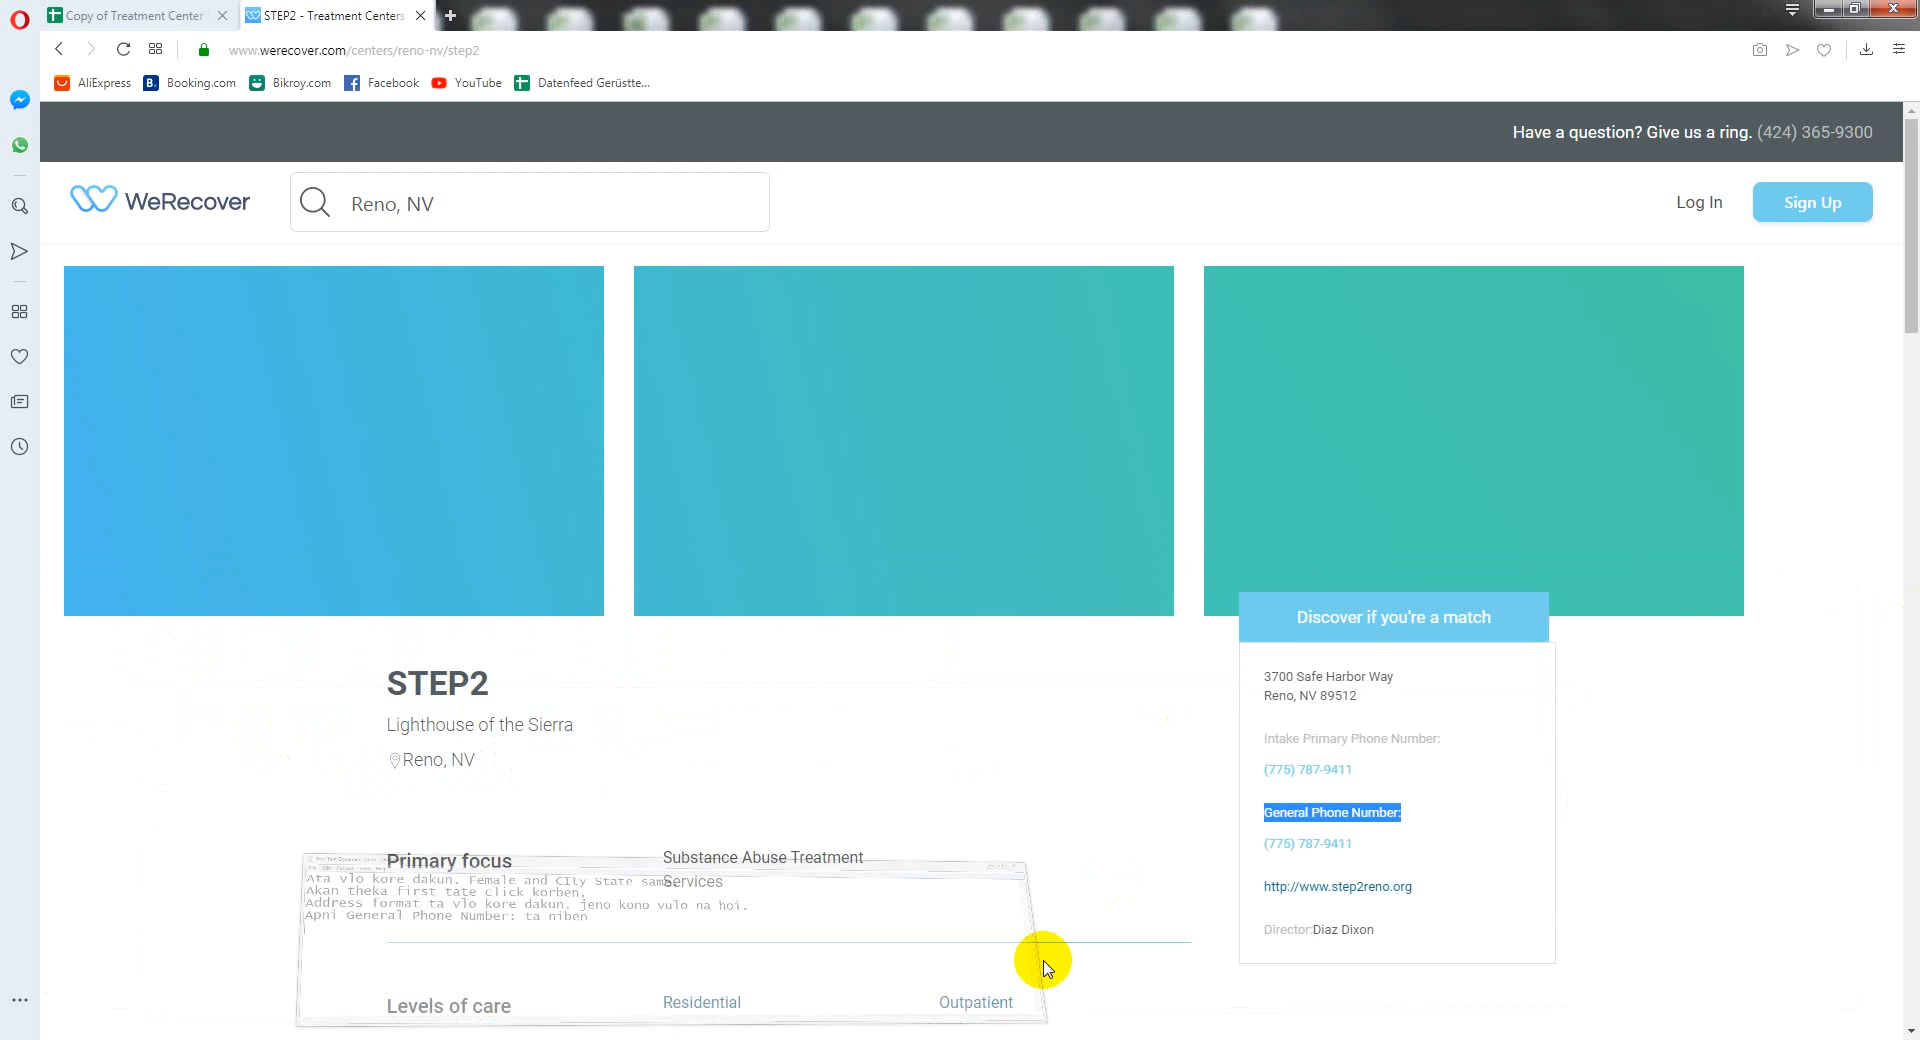 Copy of Treatment Center
STEP2 - Treatment Centers
www.werecover.com/centers/reno-nv/step2
AliExpress
Booking.com
Bikroy.com
Facebook
YouTube
Datenfeed Gerüstte...
Have a question? Give us a ring. (424) 365-9300
WeRecover
Reno, NV
Log In
Sign Up
Discover if you're a match
STEP2
Lighthouse of the Sierra
Reno, NV
3700 Safe Harbor Way
Reno, NV 89512
Intake Primary Phone Number:
(775) 787-9411
General Phone Number:
(775) 787-9411
http://www.step2reno.org
Director:Diaz Dixon
Primary focus
Substance Abuse Treatment
Services
Ata vlo kore dakun. Female and CIty State same.
Akan theka first tate click korben.
Address format ta vlo kore dakun. jeno kono vulo na hoi.
Apni General Phone Number: ta niben
Levels of care
Residential
Outpatient